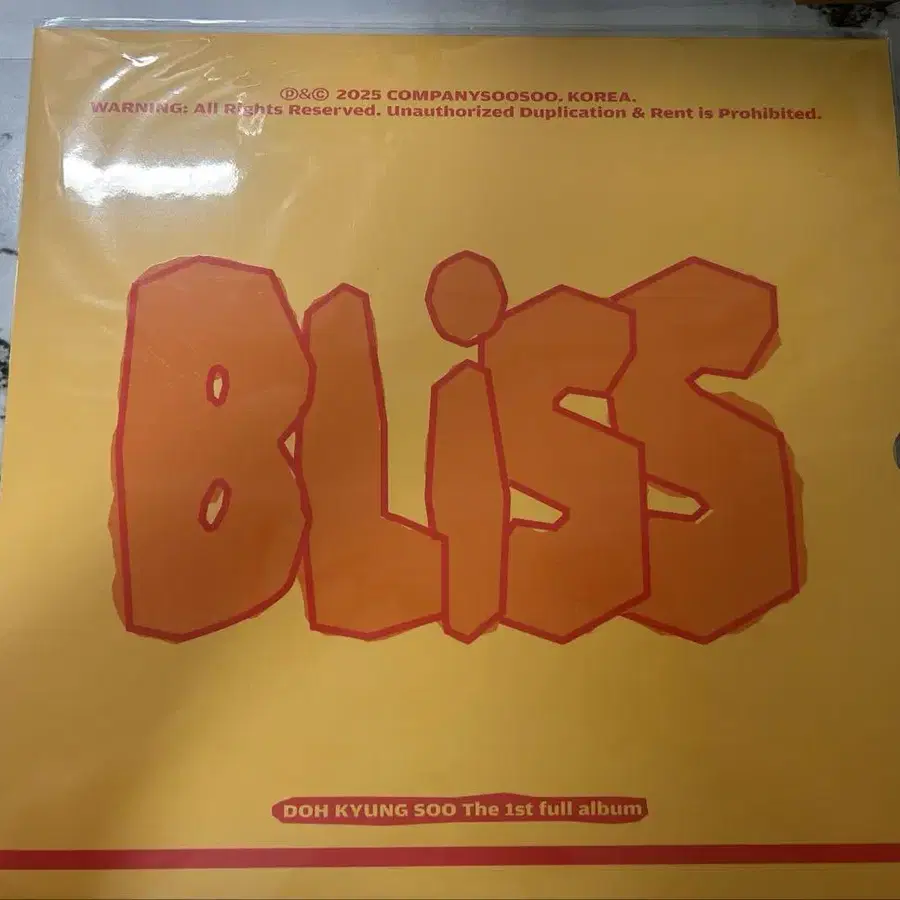 Ⓟ&Ⓒ 2025 COMPANYSOOSOO. KOREA.
WARNING: All Rights Reserved. Unauthorized Duplication & Rent is Prohibited.
BLiSS
DOH KYUNG SOO The 1st full album